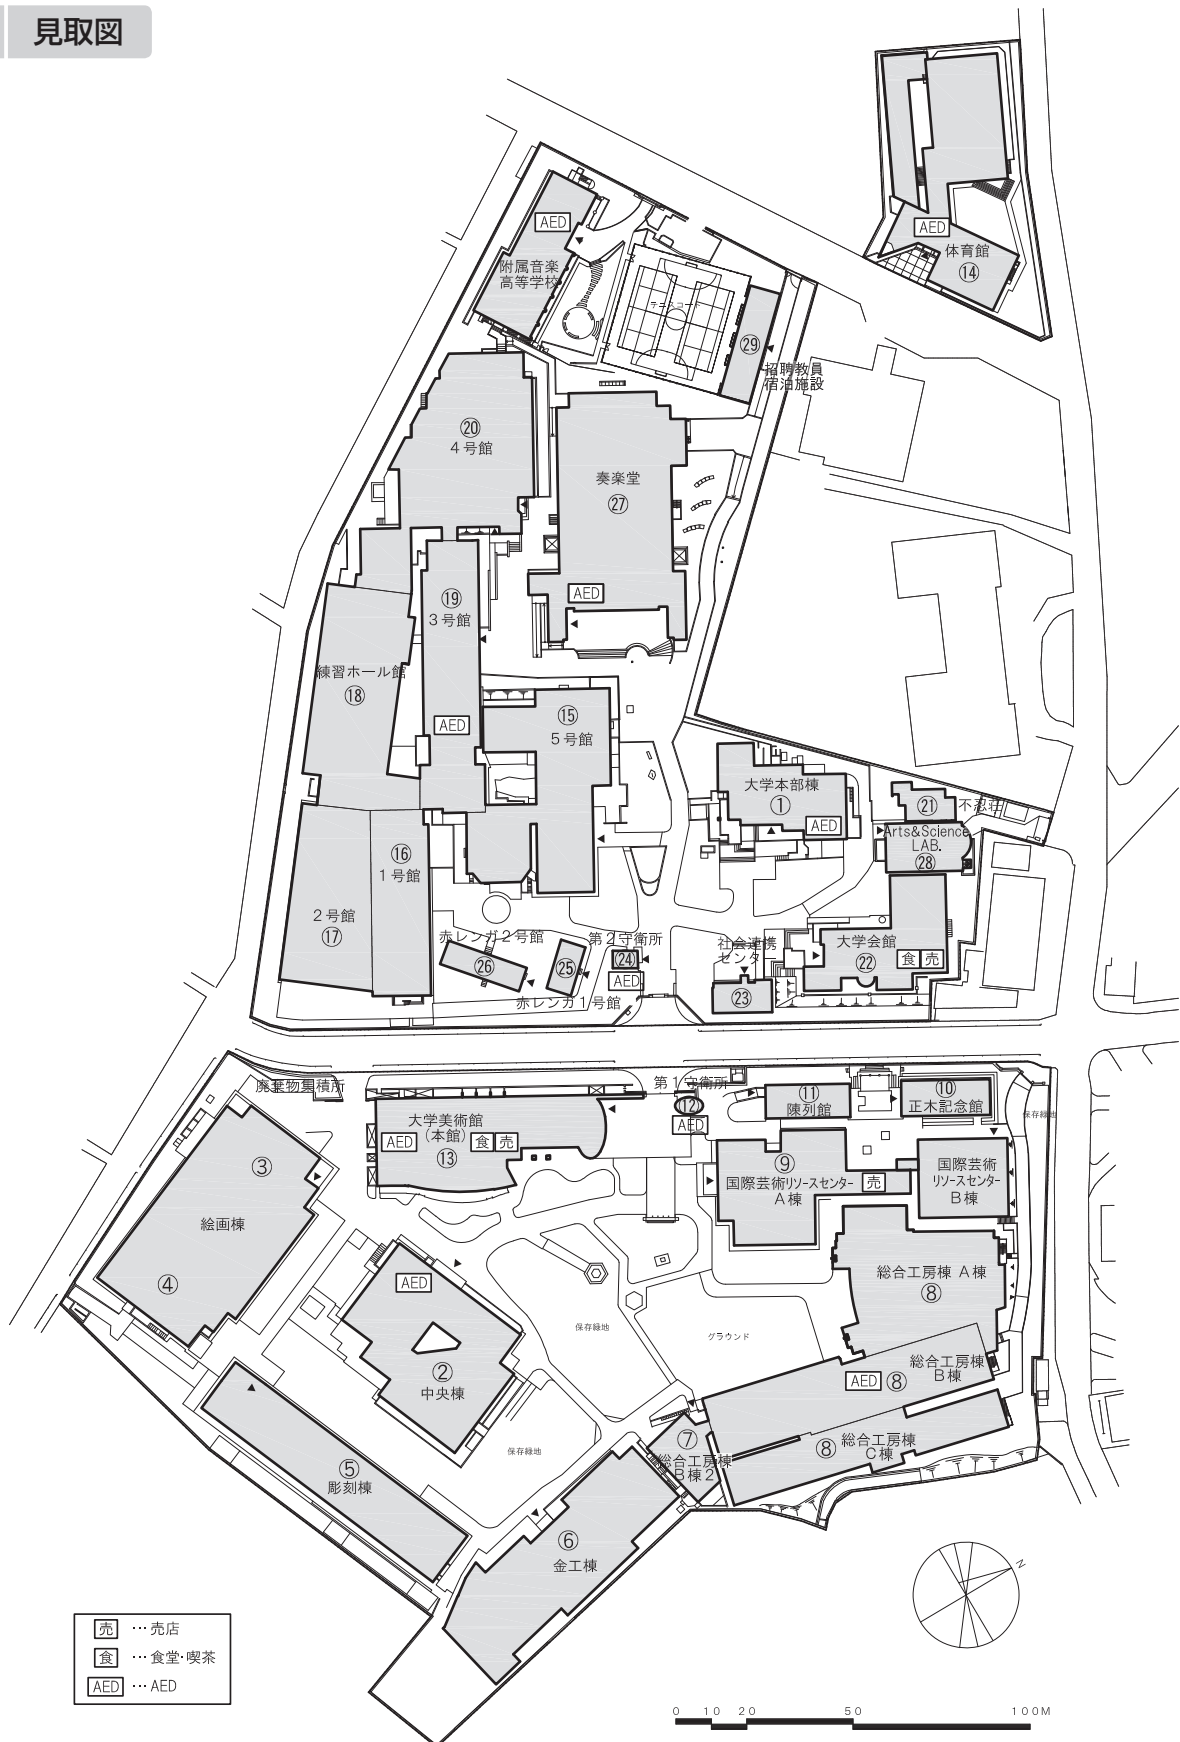 見取図
AED
附属音楽
高等学校
テニスコート
㉙
招聘教員
宿泊施設
AED
体育館
⑭
⑳
4号館
奏楽堂
㉗
AED
⑲
3号館
練習ホール館
⑱
AED
⑮
5号館
大学本部棟
①
AED
㉑
不忍荘
Arts&Science
LAB.
㉘
⑯
1号館
2号館
⑰
赤レンガ2号館
㉖
㉕
赤レンガ1号館
第2守衛所
㉔
AED
社会連携
センター
㉓
大学会館
㉒
食
売
廃棄物集積所
大学美術館
(本館)
⑬
AED
食
売
第1守衛所
⑫
AED
⑪
陳列館
⑩
正木記念館
保存緑地
③
絵画棟
④
⑨
国際芸術リソースセンター
A棟
売
国際芸術
リソースセンター
B棟
総合工房棟 A棟
⑧
AED
②
中央棟
保存緑地
グラウンド
総合工房棟
B棟
AED
⑧
⑧
総合工房棟
C棟
⑦
総合工房棟
B棟2
保存緑地
⑤
彫刻棟
⑥
金工棟
N
売 …売店
食 …食堂・喫茶
AED …AED
0 10 20 50 100M